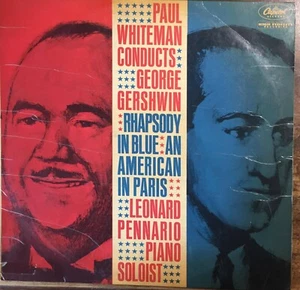 Capitol
PAUL
WHITEMAN
CONDUCTS
GEORGE
GERSHWIN
RHAPSODY
IN BLUE : AN
AMERICAN
IN PARIS
LEONARD
PENNARIO
PIANO
SOLOIST